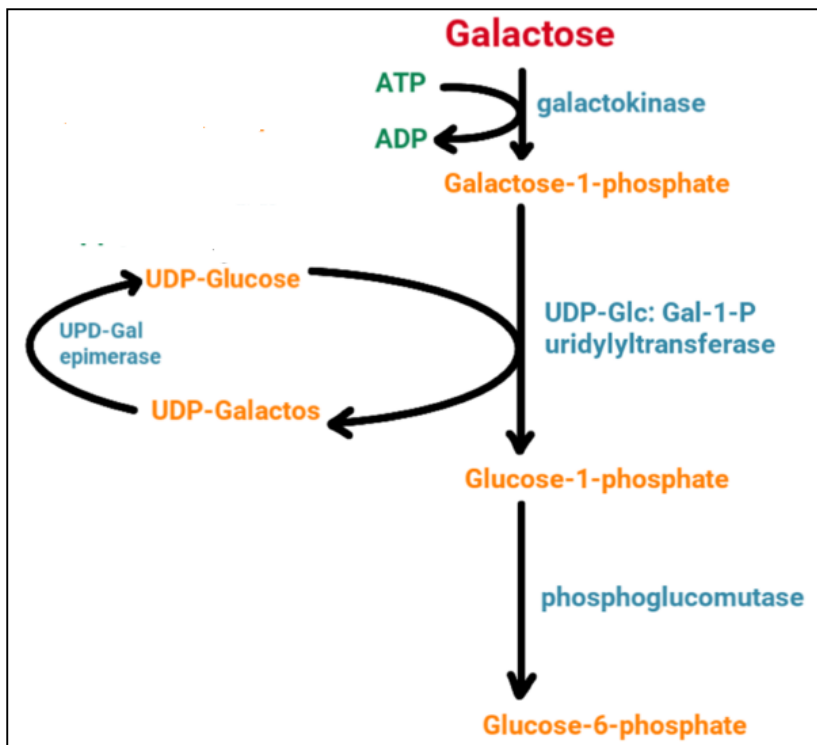 Galactose
ATP
galactokinase
ADP
Galactose-1-phosphate
UDP-Glucose
UDP-Glc: Gal-1-P
uridylyltransferase
UPD-Gal
epimerase
UDP-Galactos
Glucose-1-phosphate
phosphoglucomutase
Glucose-6-phosphate